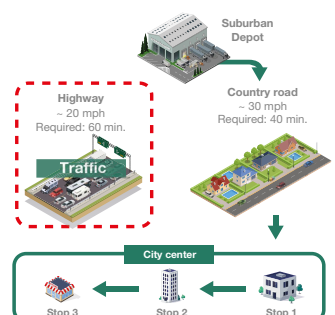 Suburban
Depot
Highway
~ 20 mph
Required: 60 min.
Traffic
Country road
~ 30 mph
Required: 40 min.
City center
Stop 3
Stop 2
Stop 1